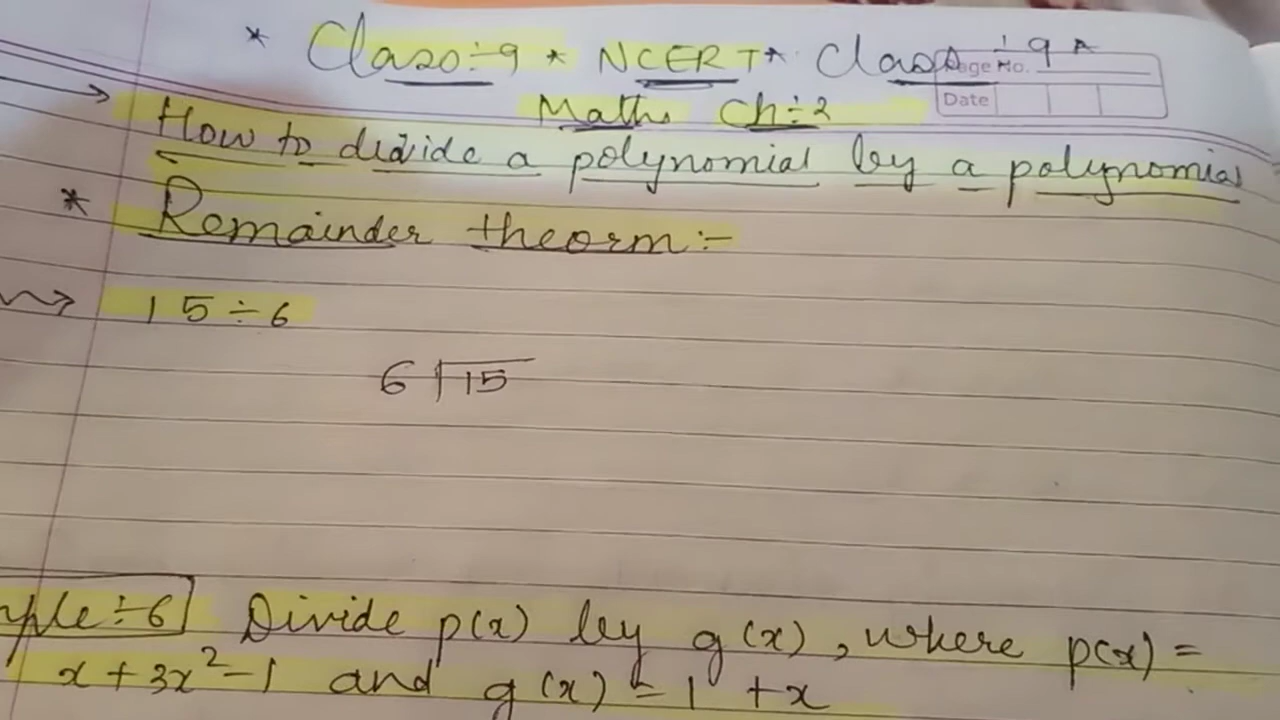 * Class÷9 * NCERT* Class÷9 *
Page No.
Maths Ch÷2
Date
How to divide a polynomial by a polynomial
* Remainder theorm:-
15÷6
6 15
÷6 Divide p(x) by g(x), where p(x) =
x + 3x² - 1 and g(x) = 1 + x